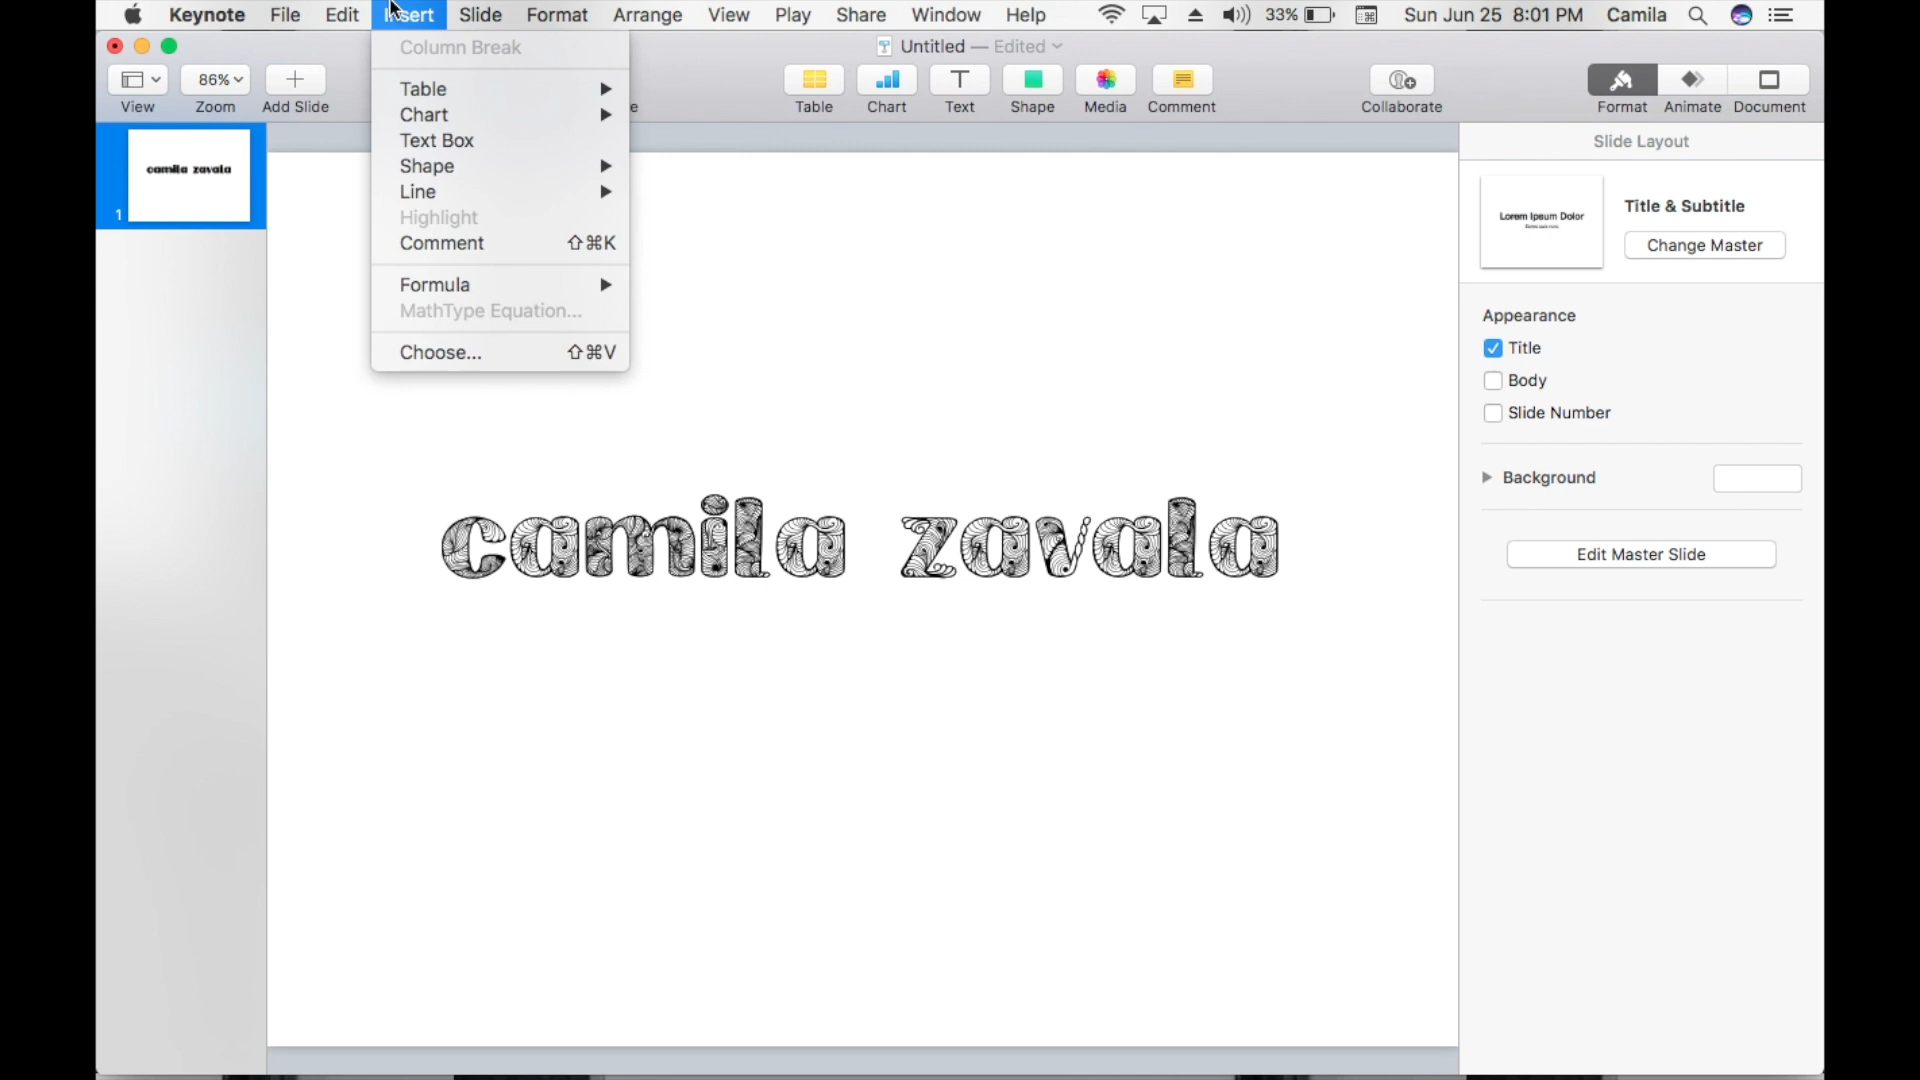 Keynote File Edit Insert Slide Format Arrange View Play Share Window Help 33% Sun Jun 25 8:01 PM Camila
Untitled — Edited
86%
View Zoom Add Slide Table Chart Text Shape Media Comment Collaborate Format Animate Document
Column Break
Table
Chart
Text Box
Shape
Line
Highlight
Comment ⇧⌘K
Formula
MathType Equation...
Choose... ⇧⌘V
camila zavala
1
camila zavala
Slide Layout
Lorem Ipsum Dolor
Title & Subtitle
Change Master
Appearance
Title
Body
Slide Number
Background
Edit Master Slide